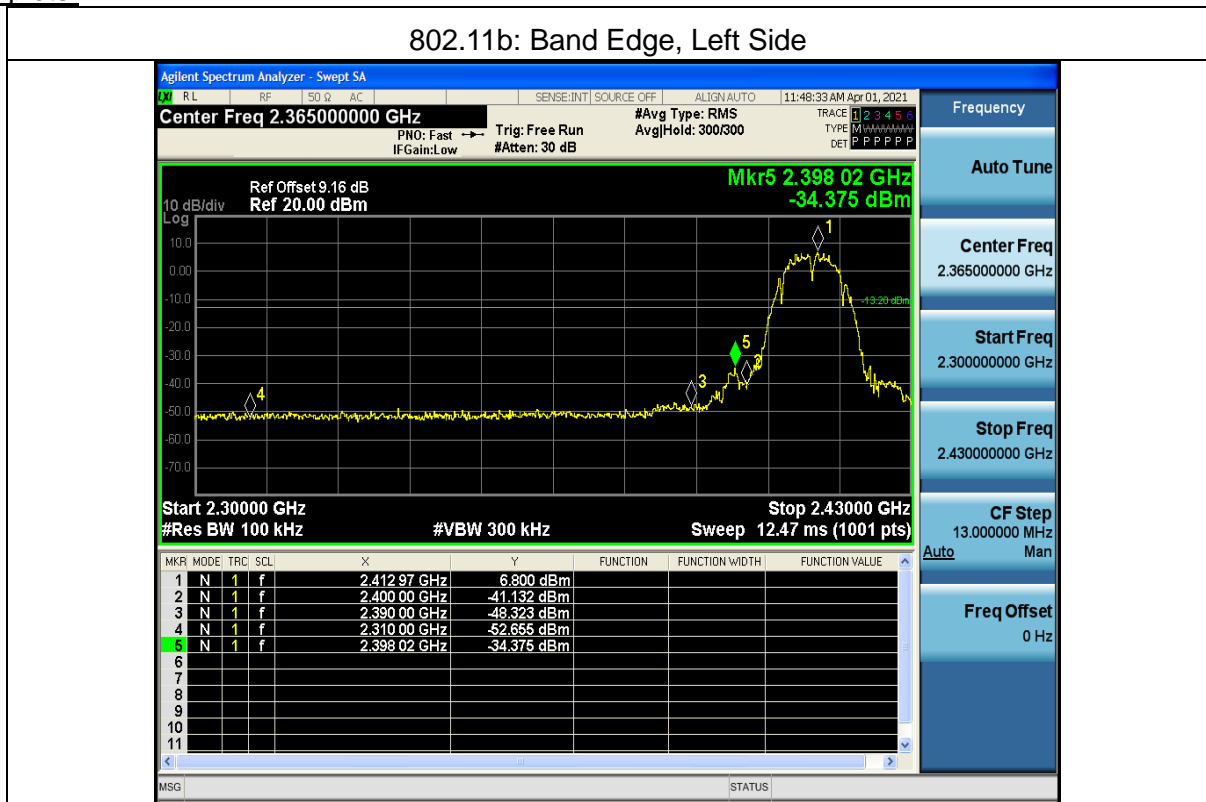 802.11b: Band Edge, Left Side
Agilent Spectrum Analyzer - Swept SA
LXI RL RF 50 Ω AC SENSE:INT SOURCE OFF ALIGN AUTO 11:48:33 AM Apr 01, 2021
Center Freq 2.365000000 GHz
PNO: Fast
IFGain:Low
Trig: Free Run
#Atten: 30 dB
#Avg Type: RMS
Avg|Hold: 300/300
TRACE 1 2 3 4 5 6
TYPE MWWWWW
DET P P P P P P
Ref Offset 9.16 dB
10 dB/div Ref 20.00 dBm
Log
Mkr5 2.398 02 GHz
-34.375 dBm
10.0
0.00
-10.0
-20.0
-30.0
-40.0
-50.0
-60.0
-70.0
1
-13.20 dBm
5
2
3
4
Start 2.30000 GHz Stop 2.43000 GHz
#Res BW 100 kHz #VBW 300 kHz Sweep 12.47 ms (1001 pts)
MKR MODE TRC SCL X Y FUNCTION FUNCTION WIDTH FUNCTION VALUE
1 N 1 f 2.412 97 GHz 6.800 dBm
2 N 1 f 2.400 00 GHz -41.132 dBm
3 N 1 f 2.390 00 GHz -48.323 dBm
4 N 1 f 2.310 00 GHz -52.655 dBm
5 N 1 f 2.398 02 GHz -34.375 dBm
6
7
8
9
10
11
MSG STATUS
Frequency
Auto Tune
Center Freq
2.365000000 GHz
Start Freq
2.300000000 GHz
Stop Freq
2.430000000 GHz
CF Step
13.000000 MHz
Auto Man
Freq Offset
0 Hz